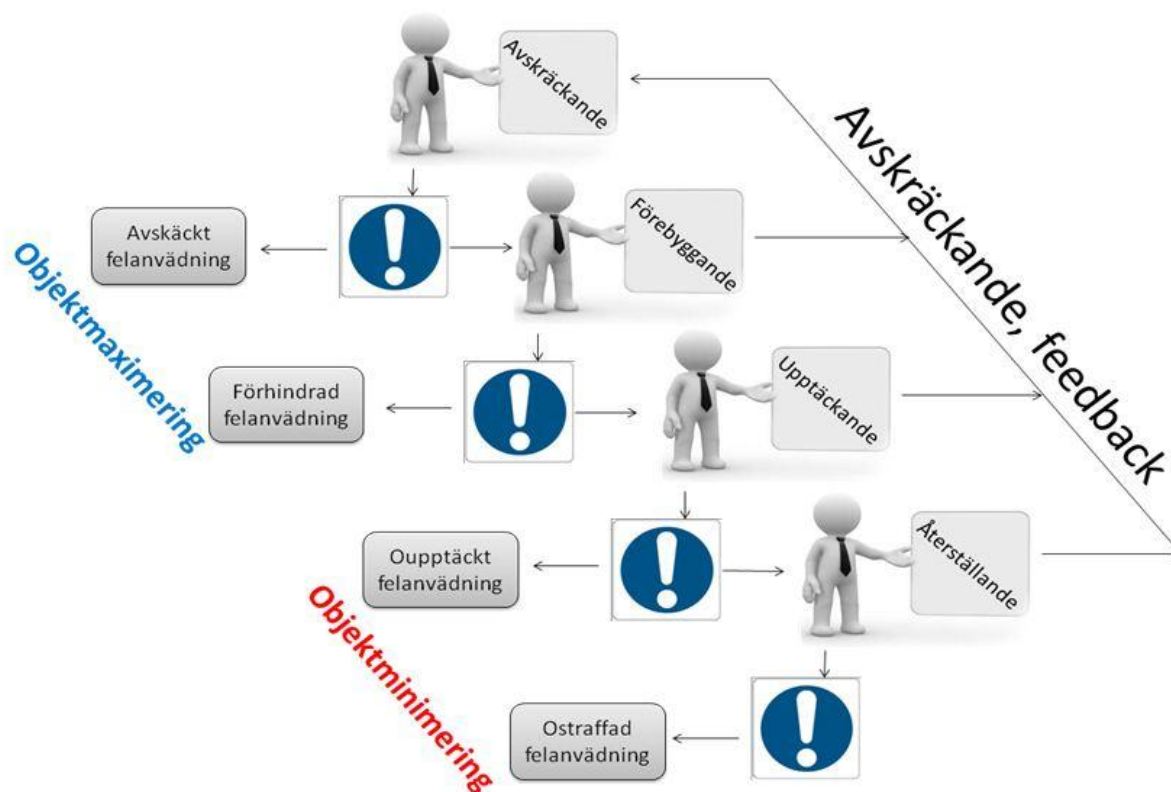 Avskräckande
Avskäckt
felanvädning
Förebyggande
Avskräckande, feedback
Objektmaximering
Förhindrad
felanvädning
Upptäckande
Oupptäckt
felanvädning
Återställande
Objektminimering
Ostraffad
felanvädning